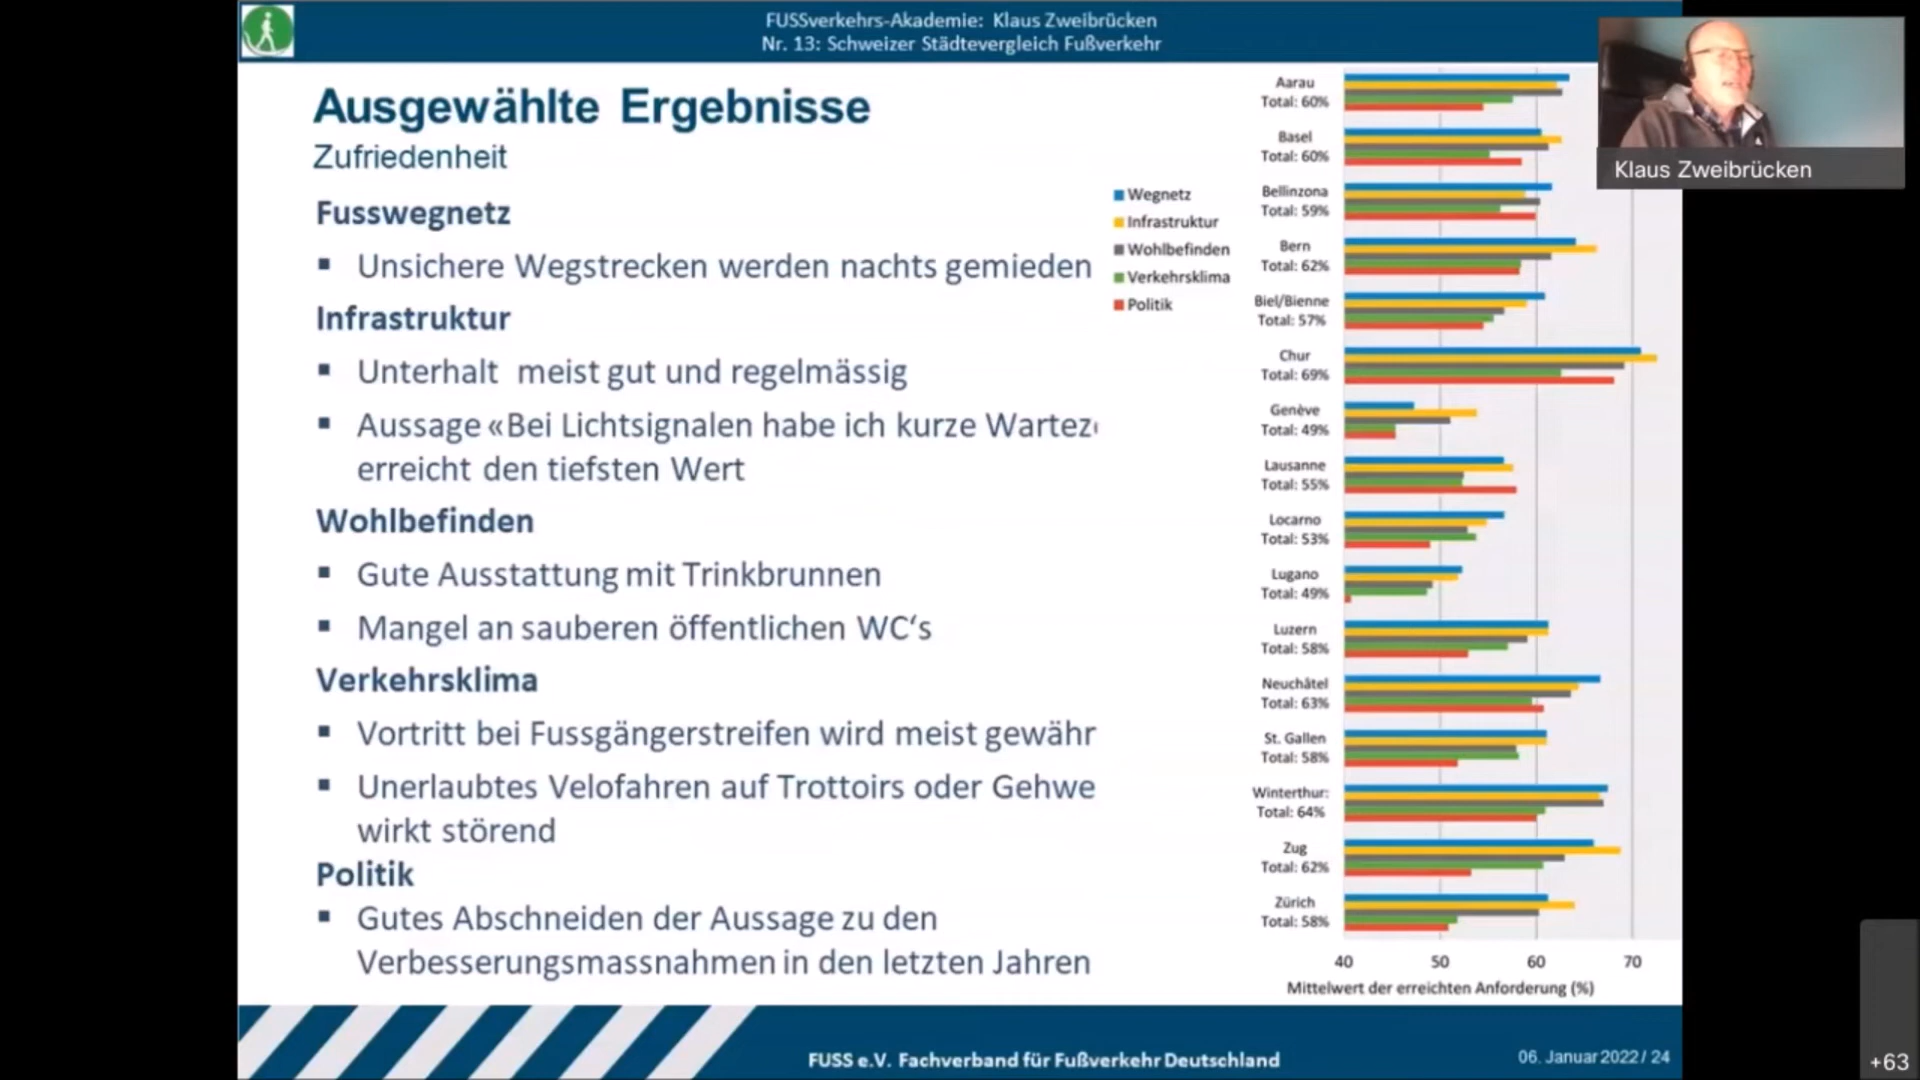 FUSSverkehrs-Akademie: Klaus Zweibrücken
Nr. 13: Schweizer Städtevergleich Fußverkehr
Klaus Zweibrücken
Ausgewählte Ergebnisse
Zufriedenheit
Fusswegnetz
▪ Unsichere Wegstrecken werden nachts gemieden
Infrastruktur
▪ Unterhalt meist gut und regelmässig
▪ Aussage «Bei Lichtsignalen habe ich kurze Warteze
erreicht den tiefsten Wert
Wohlbefinden
▪ Gute Ausstattung mit Trinkbrunnen
▪ Mangel an sauberen öffentlichen WC‘s
Verkehrsklima
▪ Vortritt bei Fussgängerstreifen wird meist gewähr
▪ Unerlaubtes Velofahren auf Trottoirs oder Gehwe
wirkt störend
Politik
▪ Gutes Abschneiden der Aussage zu den
Verbesserungsmassnahmen in den letzten Jahren
Wegnetz
Infrastruktur
Wohlbefinden
Verkehrsklima
Politik
Aarau
Total: 60%
Basel
Total: 60%
Bellinzona
Total: 59%
Bern
Total: 62%
Biel/Bienne
Total: 57%
Chur
Total: 69%
Genève
Total: 49%
Lausanne
Total: 55%
Locarno
Total: 53%
Lugano
Total: 49%
Luzern
Total: 58%
Neuchâtel
Total: 63%
St. Gallen
Total: 58%
Winterthur:
Total: 64%
Zug
Total: 62%
Zürich
Total: 58%
40 50 60 70
Mittelwert der erreichten Anforderung (%)
FUSS e.V. Fachverband für Fußverkehr Deutschland
06. Januar 2022 / 24
+63